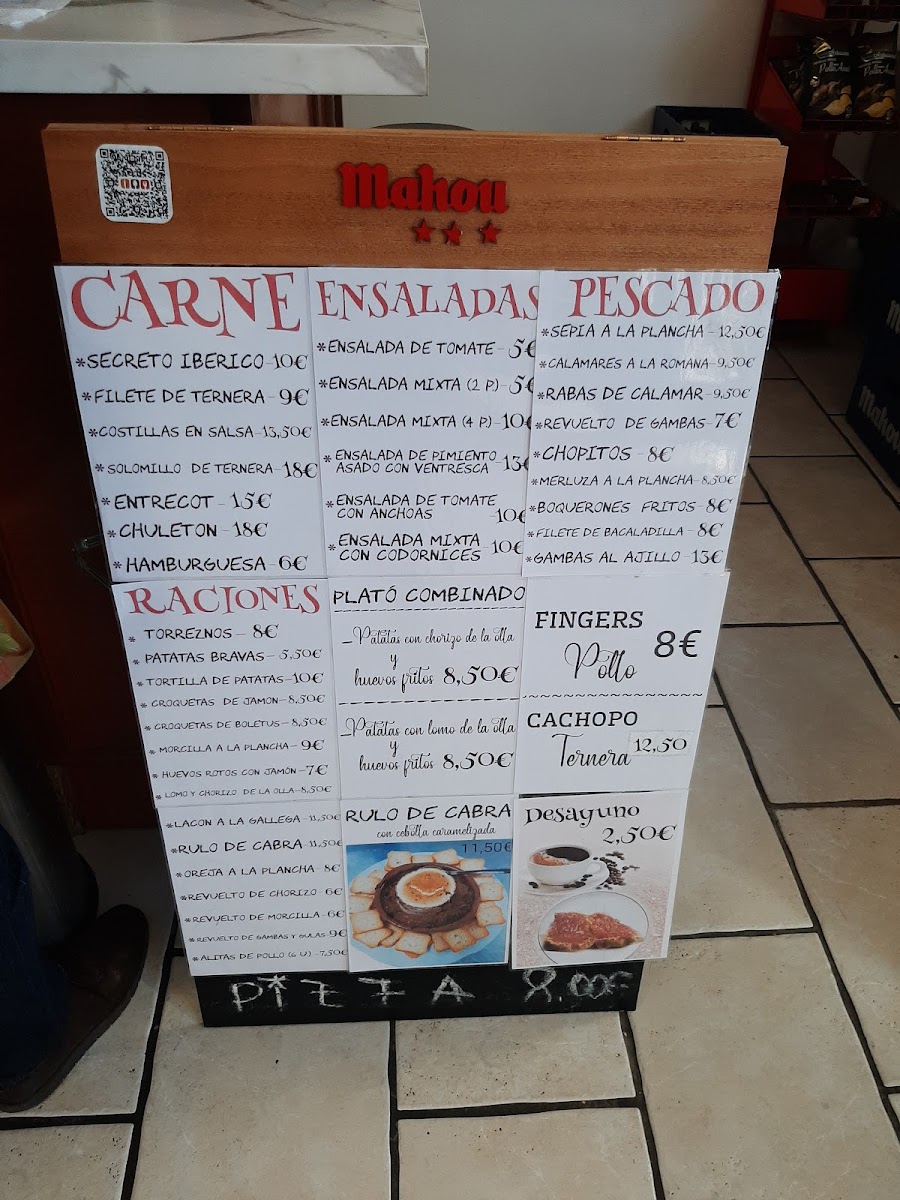 Mahou
CARNE
*SECRETO IBERICO-10€
*FILETE DE TERNERA-9€
*COSTILLAS EN SALSA-13,50€
*SOLOMILLO DE TERNERA-18€
*ENTRECOT-15€
*CHULETON-18€
*HAMBURGUESA-6€
ENSALADAS
*ENSALADA DE TOMATE-5€
*ENSALADA MIXTA (2 P)-5€
*ENSALADA MIXTA (4 P)-10€
*ENSALADA DE PIMIENTO
ASADO CON VENTRESCA-13€
*ENSALADA DE TOMATE
CON ANCHOAS-10€
*ENSALADA MIXTA
CON CODORNICES 10€
PESCADO
*SEPIA A LA PLANCHA-12,50€
*CALAMARES A LA ROMANA-9,50€
*RABAS DE CALAMAR-9,50€
*REVUELTO DE GAMBAS-7€
*CHOPITOS-8€
*MERLUZA A LA PLANCHA-8,50€
*BOQUERONES FRITOS-8€
*FILETE DE BACALADILLA-8€
*GAMBAS AL AJILLO-13€
RACIONES
* TORREZNOS-8€
* PATATAS BRAVAS-5,50€
*TORTILLA DE PATATAS-10€
* CROQUETAS DE JAMON-8,50€
*CROQUETAS DE BOLETUS-8,50€
*MORCILLA A LA PLANCHA-9€
* HUEVOS ROTOS CON JAMON-7€
* LOMO Y CHORIZO DE LA OLLA-8,50€
*LACON A LA GALLEGA-11,50€
*RULO DE CABRA-11,50€
*OREJA A LA PLANCHA-8€
*REVUELTO DE CHORIZO-6€
*REVUELTO DE MORCILLA-6€
*REVUELTO DE GAMBAS Y GULAS-9€
*ALITAS DE POLLO (6 U)-7,50€
PLATÓ COMBINADO
-Patatas con chorizo de la olla
y
huevos fritos 8,50€
-Patatas con lomo de la olla
y
huevos fritos 8,50€
FINGERS
Pollo 8€
CACHOPO
Ternera 12,50
RULO DE CABRA
con cebolla caramelizada
11,50€
Desayuno
2,50€
PIZZA 8.00€
Mahou